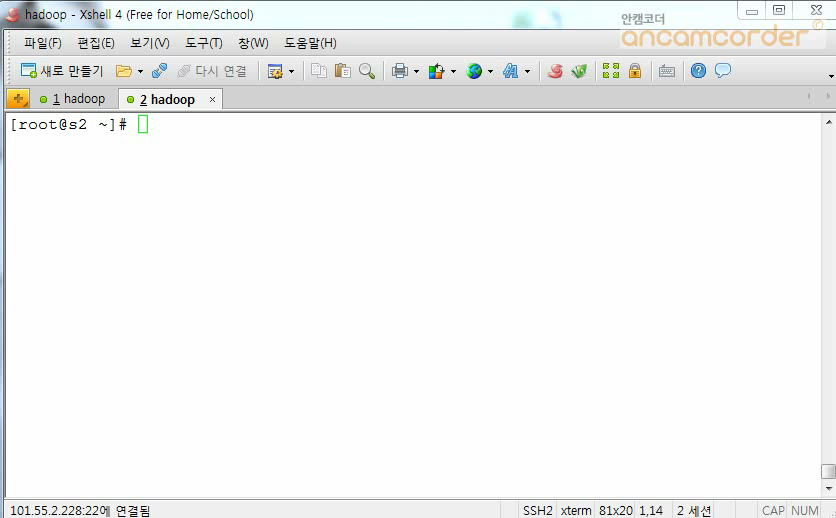 hadoop - Xshell 4 (Free for Home/School)
안캠코더
ancamcorder ©
파일(F) 편집(E) 보기(V) 도구(T) 창(W) 도움말(H)
새로 만들기 다시 연결
1 hadoop 2 hadoop ×
[root@s2 ~]#
101.55.2.228:22에 연결됨 SSH2 xterm 81x20 1,14 2 세션 CAP NUM